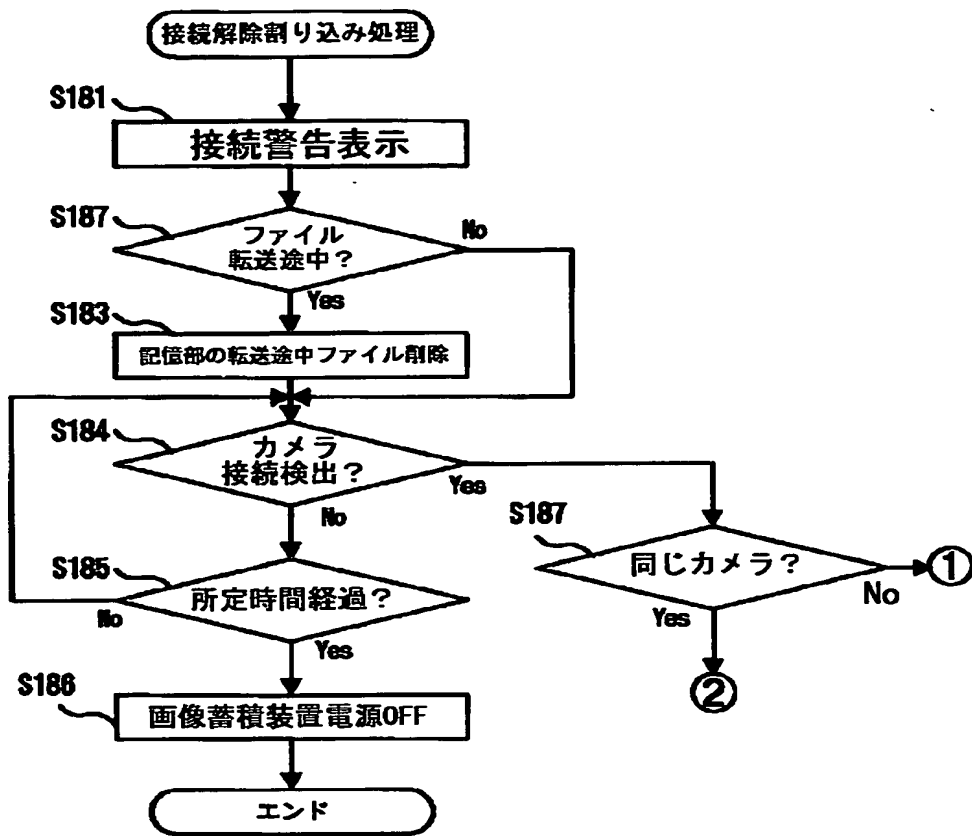 接続解除割り込み処理
S181
接続警告表示
S187
ファイル
転送途中？
No
Yes
S183
記憶部の転送途中ファイル削除
S184
カメラ
接続検出？
Yes
No
S187
同じカメラ？
No
①
Yes
②
S185
所定時間経過？
No
Yes
S186
画像蓄積装置電源OFF
エンド